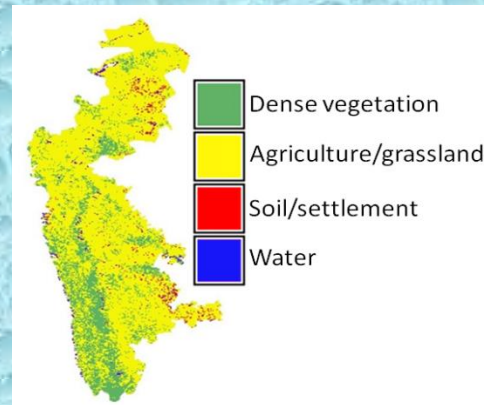 Dense vegetation
Agriculture/grassland
Soil/settlement
Water